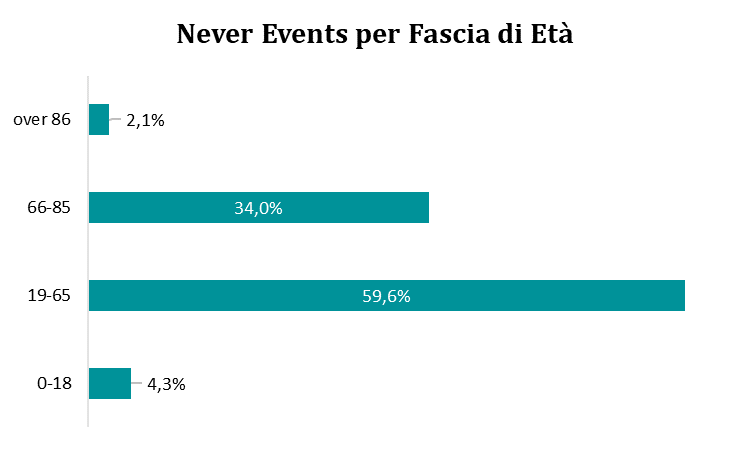 Never Events per Fascia di Età
over 86 2,1%
66-85 34,0%
19-65 59,6%
0-18 4,3%